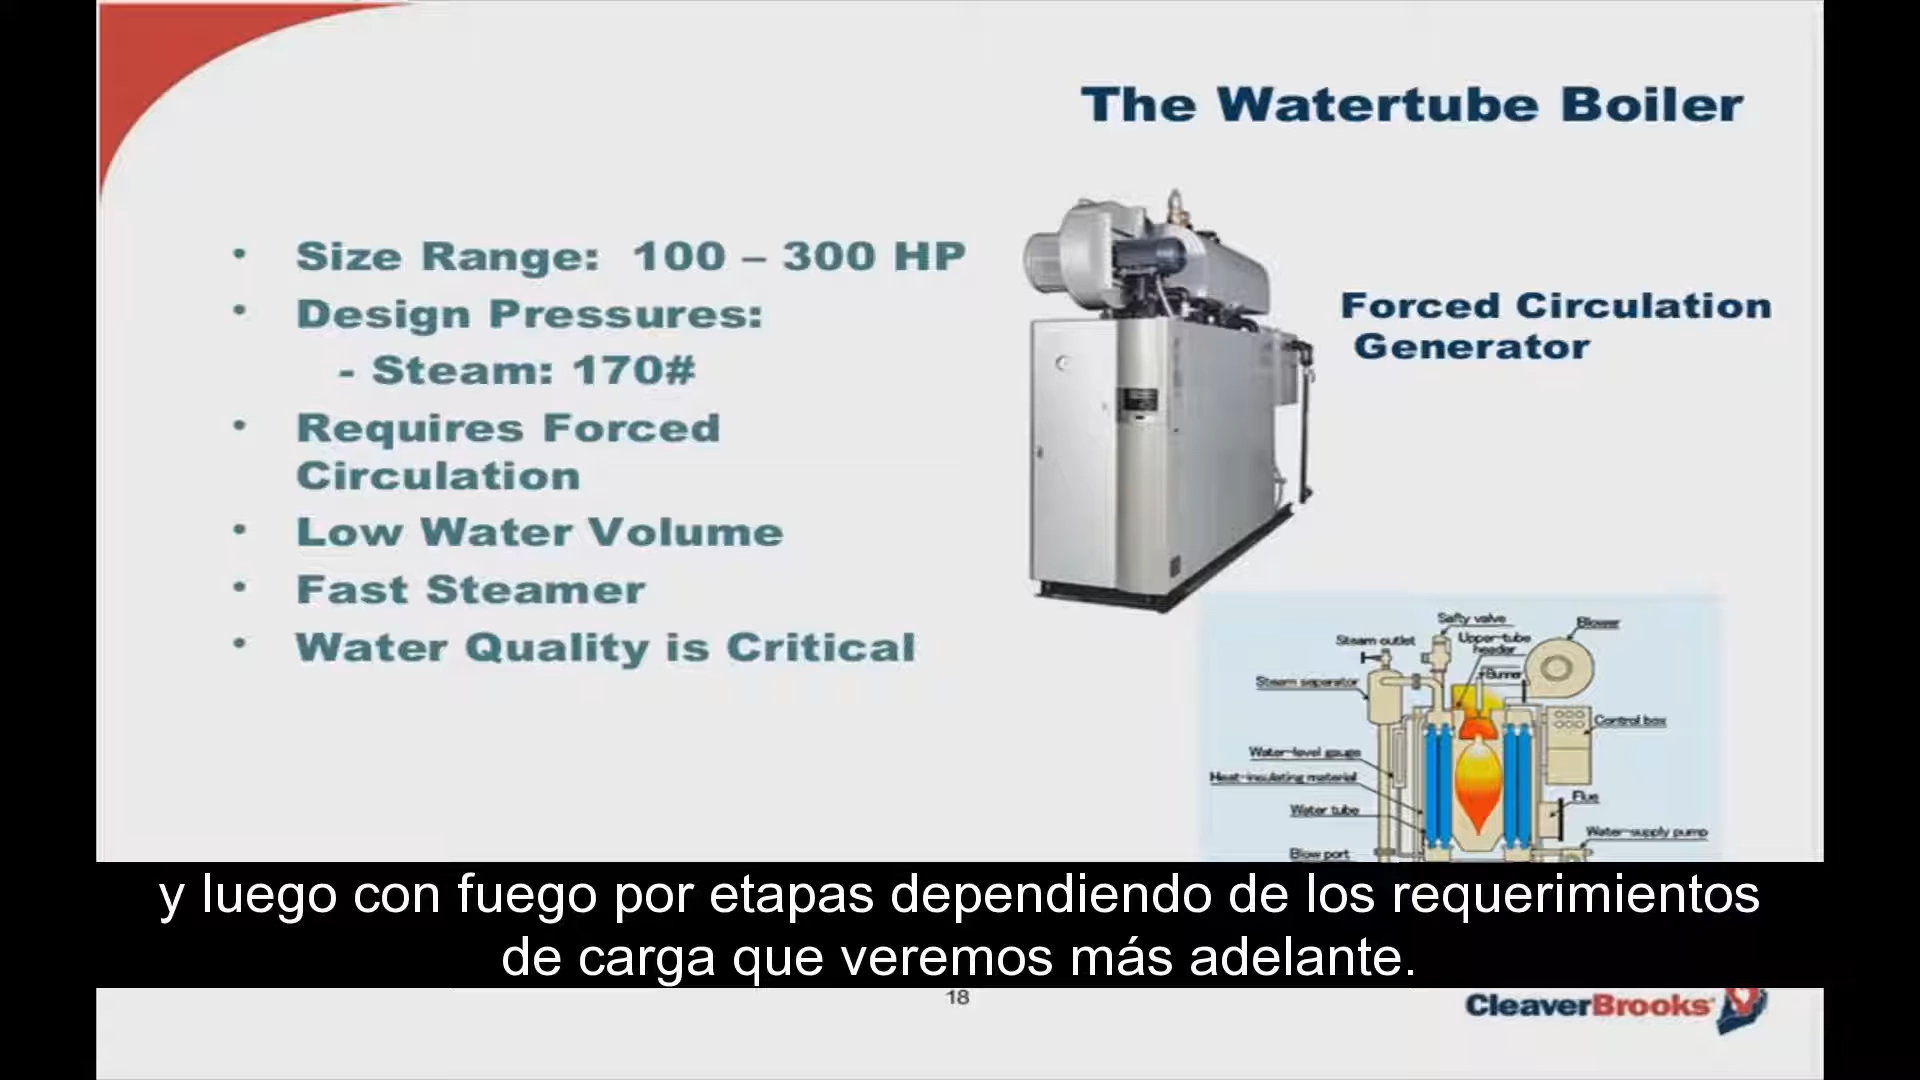 The Watertube Boiler
• Size Range: 100 – 300 HP
• Design Pressures:
- Steam: 170#
• Requires Forced
Circulation
• Low Water Volume
• Fast Steamer
• Water Quality is Critical
Forced Circulation
Generator
Safty valve
Blower
Steam outlet
Upper-tube
header
Burner
Steam separator
Control box
Water-level gauge
Heat-insulating material
Flue
Water tube
Water-supply pump
Blow port
y luego con fuego por etapas dependiendo de los requerimientos
de carga que veremos más adelante.
18
CleaverBrooks